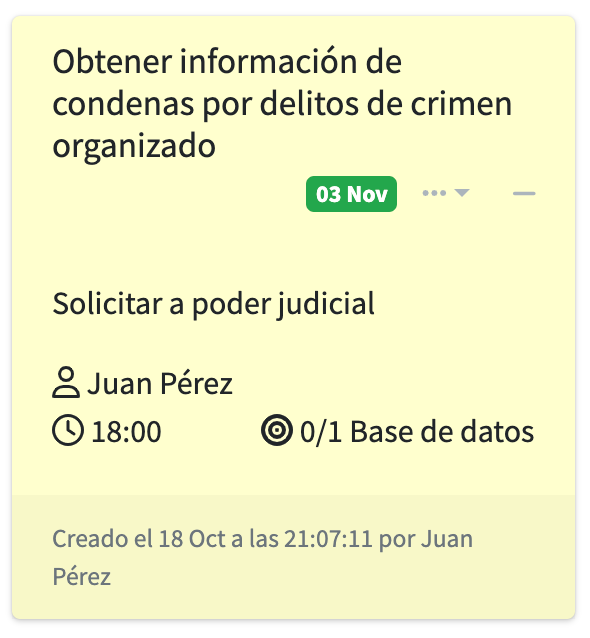 Obtener información de
condenas por delitos de crimen
organizado
03 Nov
Solicitar a poder judicial
Juan Pérez
18:00 0/1 Base de datos
Creado el 18 Oct a las 21:07:11 por Juan
Pérez